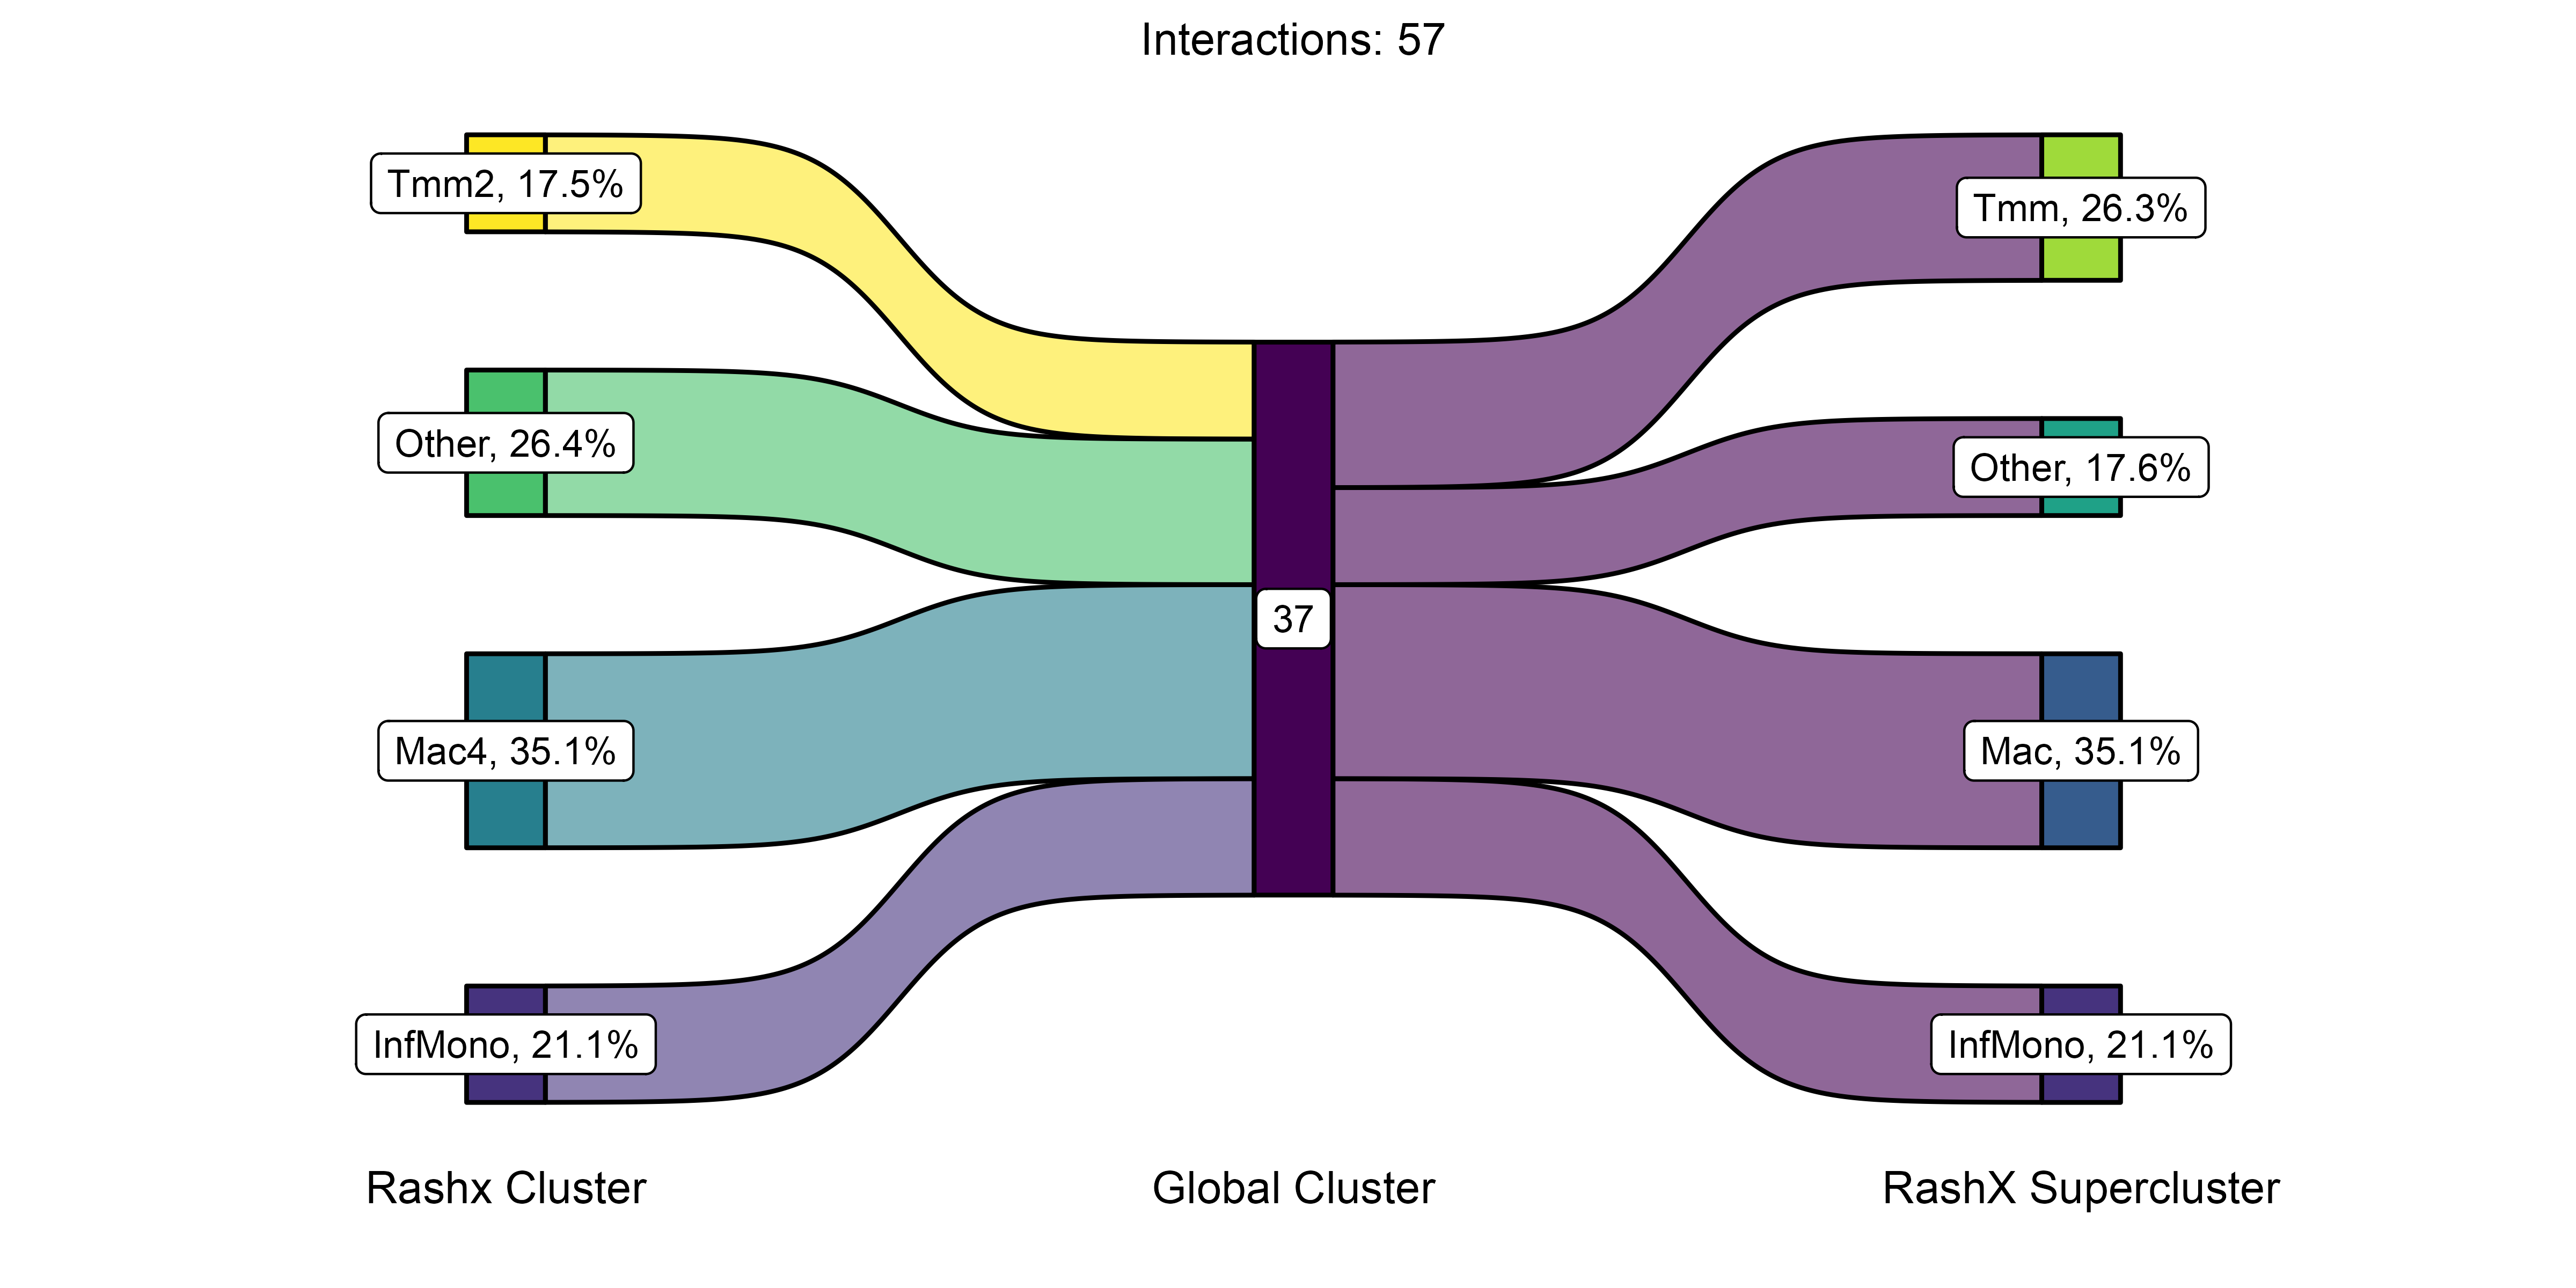 Interactions: 57
Tmm2, 17.5%
Tmm, 26.3%
Other, 26.4%
Other, 17.6%
37
Mac4, 35.1%
Mac, 35.1%
InfMono, 21.1%
InfMono, 21.1%
Rashx Cluster
Global Cluster
RashX Supercluster